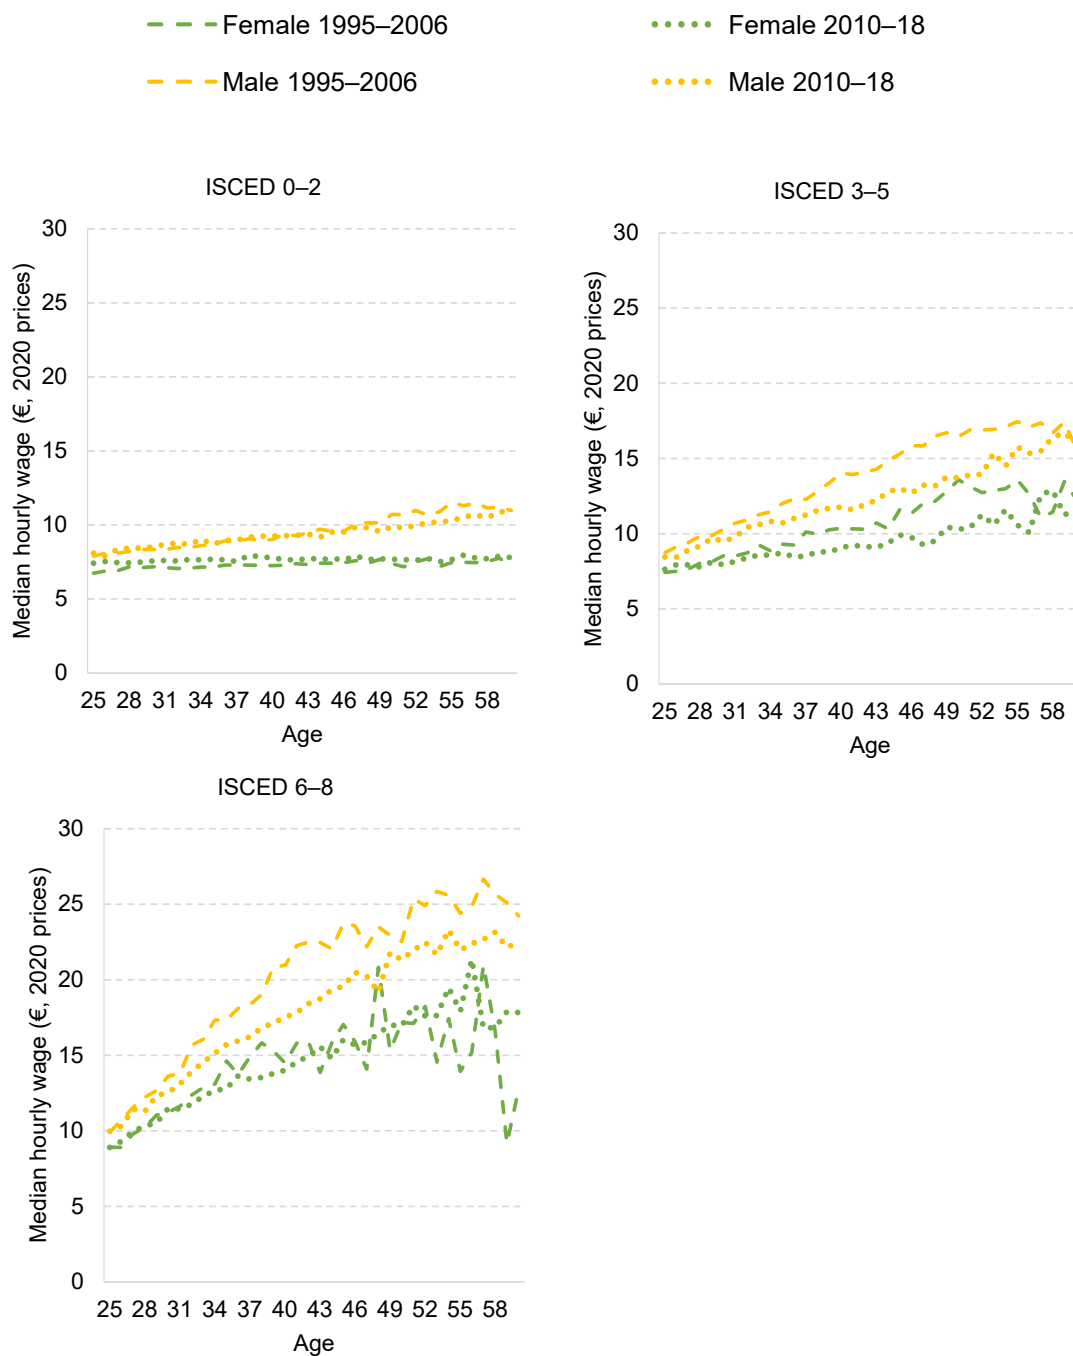 Female 1995–2006
Female 2010–18
Male 1995–2006
Male 2010–18
ISCED 0–2
Median hourly wage (€, 2020 prices)
30
25
20
15
10
5
0
25 28 31 34 37 40 43 46 49 52 55 58
Age
ISCED 3–5
Median hourly wage (€, 2020 prices)
30
25
20
15
10
5
0
25 28 31 34 37 40 43 46 49 52 55 58
Age
ISCED 6–8
Median hourly wage (€, 2020 prices)
30
25
20
15
10
5
0
25 28 31 34 37 40 43 46 49 52 55 58
Age